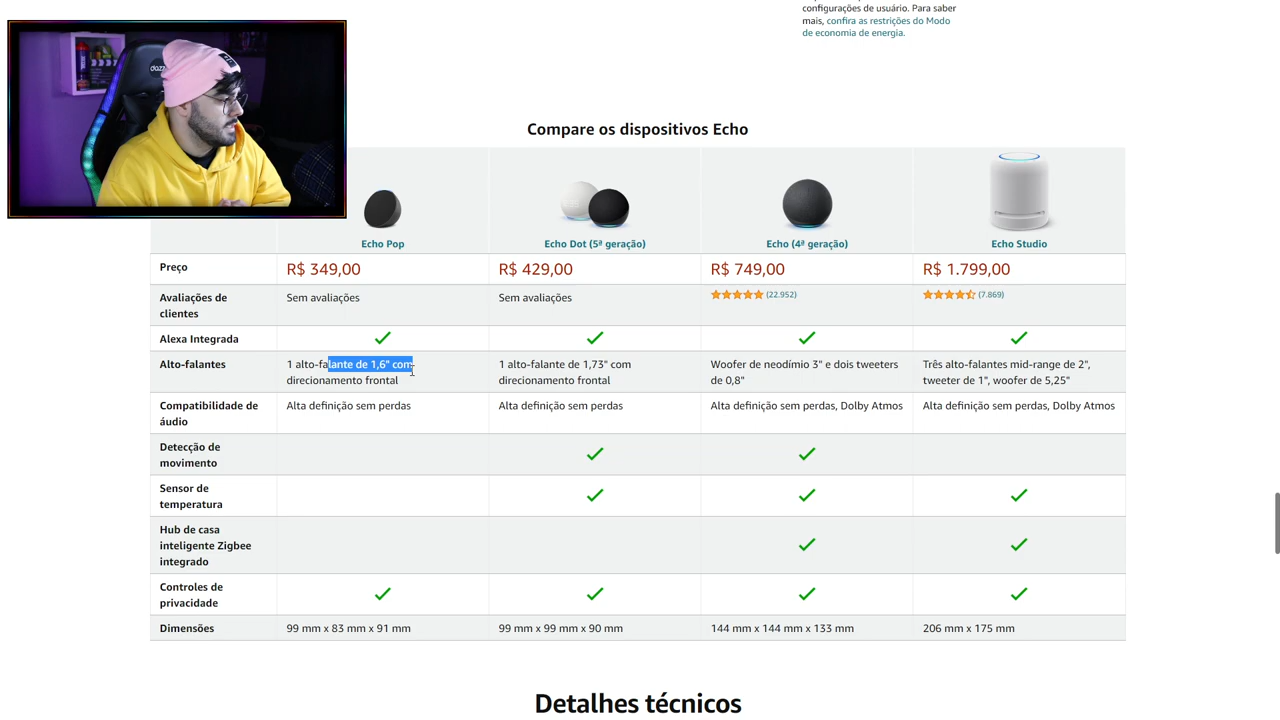 configurações de usuário. Para saber
mais, confira as restrições do Modo
de economia de energia.
Compare os dispositivos Echo
Echo Pop
Echo Dot (5ª geração)
Echo (4ª geração)
Echo Studio
Preço
R$ 349,00
R$ 429,00
R$ 749,00
R$ 1.799,00
Avaliações de
clientes
Sem avaliações
Sem avaliações
(22.952)
(7.869)
Alexa Integrada
Alto-falantes
1 alto-falante de 1,6" com
direcionamento frontal
1 alto-falante de 1,73" com
direcionamento frontal
Woofer de neodímio 3" e dois tweeters
de 0,8"
Três alto-falantes mid-range de 2",
tweeter de 1", woofer de 5,25"
Compatibilidade de
áudio
Alta definição sem perdas
Alta definição sem perdas
Alta definição sem perdas, Dolby Atmos
Alta definição sem perdas, Dolby Atmos
Detecção de
movimento
Sensor de
temperatura
Hub de casa
inteligente Zigbee
integrado
Controles de
privacidade
Dimensões
99 mm x 83 mm x 91 mm
99 mm x 99 mm x 90 mm
144 mm x 144 mm x 133 mm
206 mm x 175 mm
Detalhes técnicos